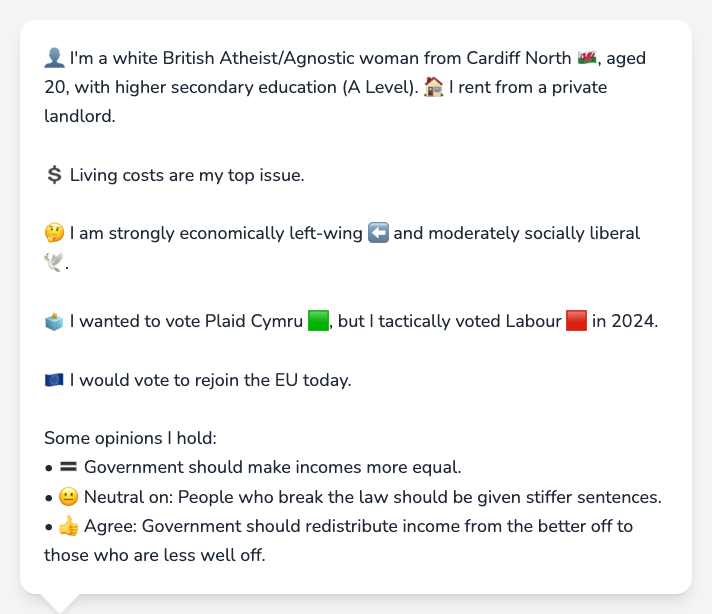 👤 I'm a white British Atheist/Agnostic woman from Cardiff North 🏴󠁧󠁢󠁷󠁬󠁳󠁿, aged
20, with higher secondary education (A Level). 🏠 I rent from a private
landlord.
💲 Living costs are my top issue.
🤔 I am strongly economically left-wing ⬅️ and moderately socially liberal
🕊️.
🗳️ I wanted to vote Plaid Cymru 🟩, but I tactically voted Labour 🟥 in 2024.
🇪🇺 I would vote to rejoin the EU today.
Some opinions I hold:
• 🟰 Government should make incomes more equal.
• 😐 Neutral on: People who break the law should be given stiffer sentences.
• 👍 Agree: Government should redistribute income from the better off to
those who are less well off.